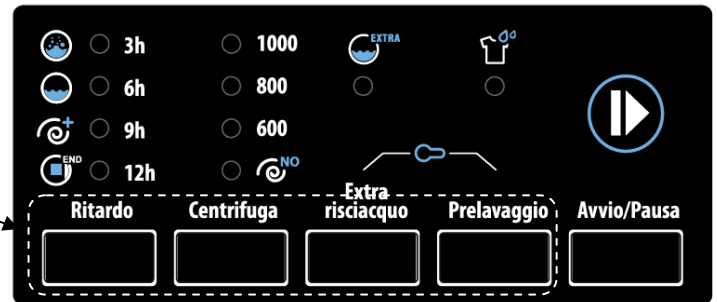 3h 1000 EXTRA
6h 800
9h 600
END 12h NO
Ritardo Centrifuga Extra risciacquo Prelavaggio Avvio/Pausa